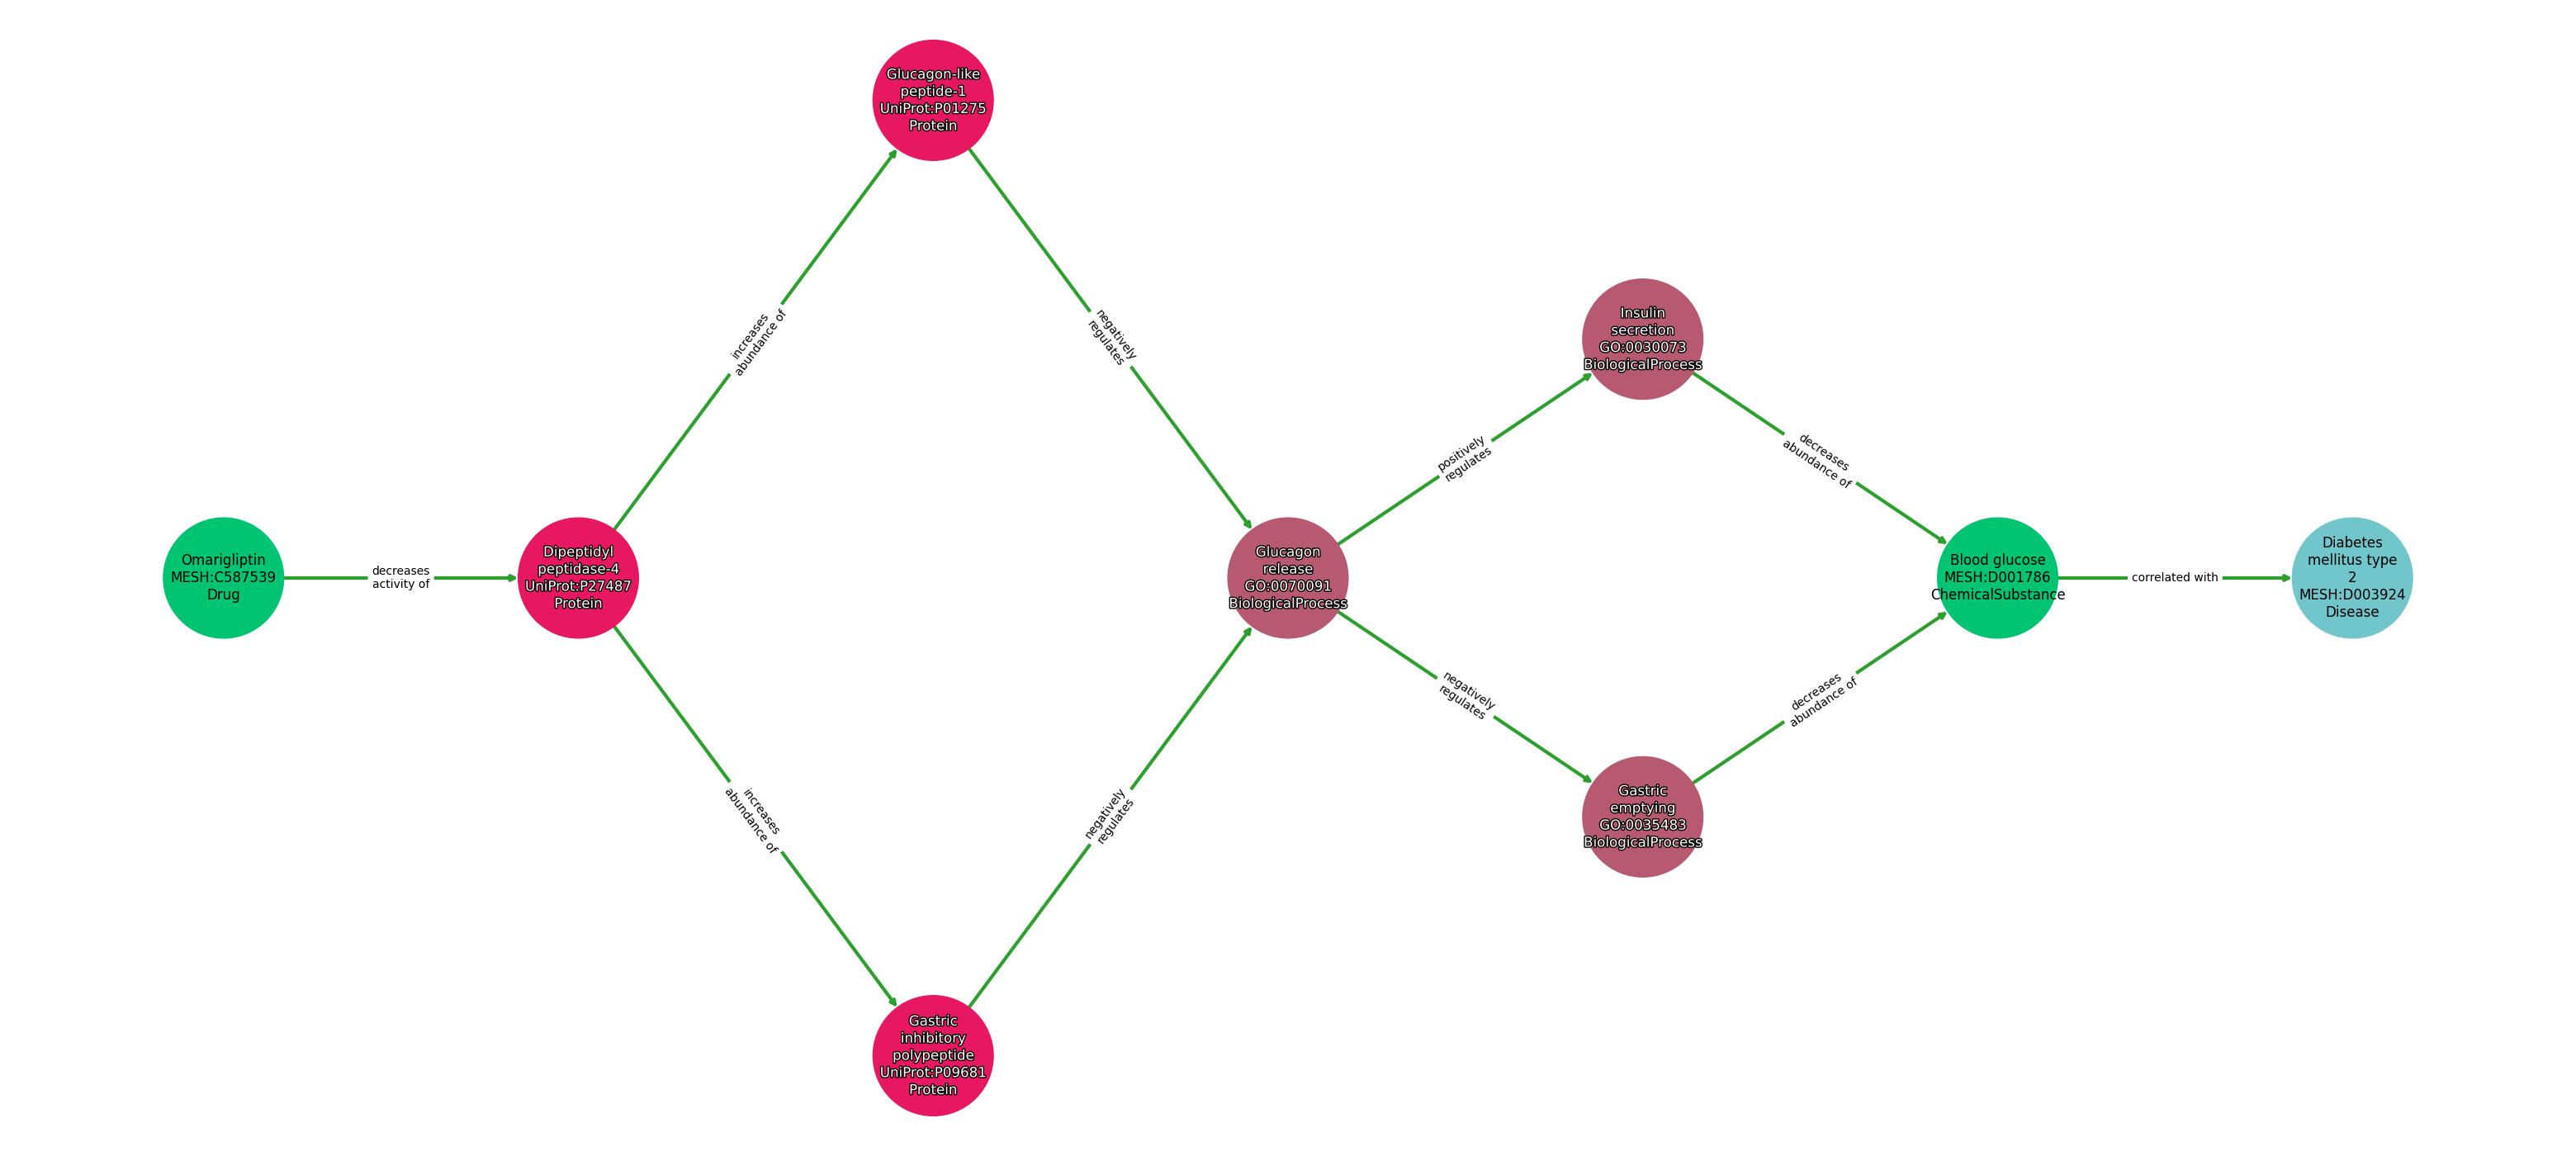 Glucagon-like
peptide-1
UniProt:P01275
Protein
increases
abundance of
negatively
regulates
Insulin
secretion
GO:0030073
BiologicalProcess
positively
regulates
decreases
abundance of
Omarigliptin
MESH:C587539
Drug
decreases
activity of
Dipeptidyl
peptidase-4
UniProt:P27487
Protein
Glucagon
release
GO:0070091
BiologicalProcess
Blood glucose
MESH:D001786
ChemicalSubstance
correlated with
Diabetes
mellitus type
2
MESH:D003924
Disease
negatively
regulates
decreases
abundance of
Gastric
emptying
GO:0035483
BiologicalProcess
increases
abundance of
negatively
regulates
Gastric
inhibitory
polypeptide
UniProt:P09681
Protein